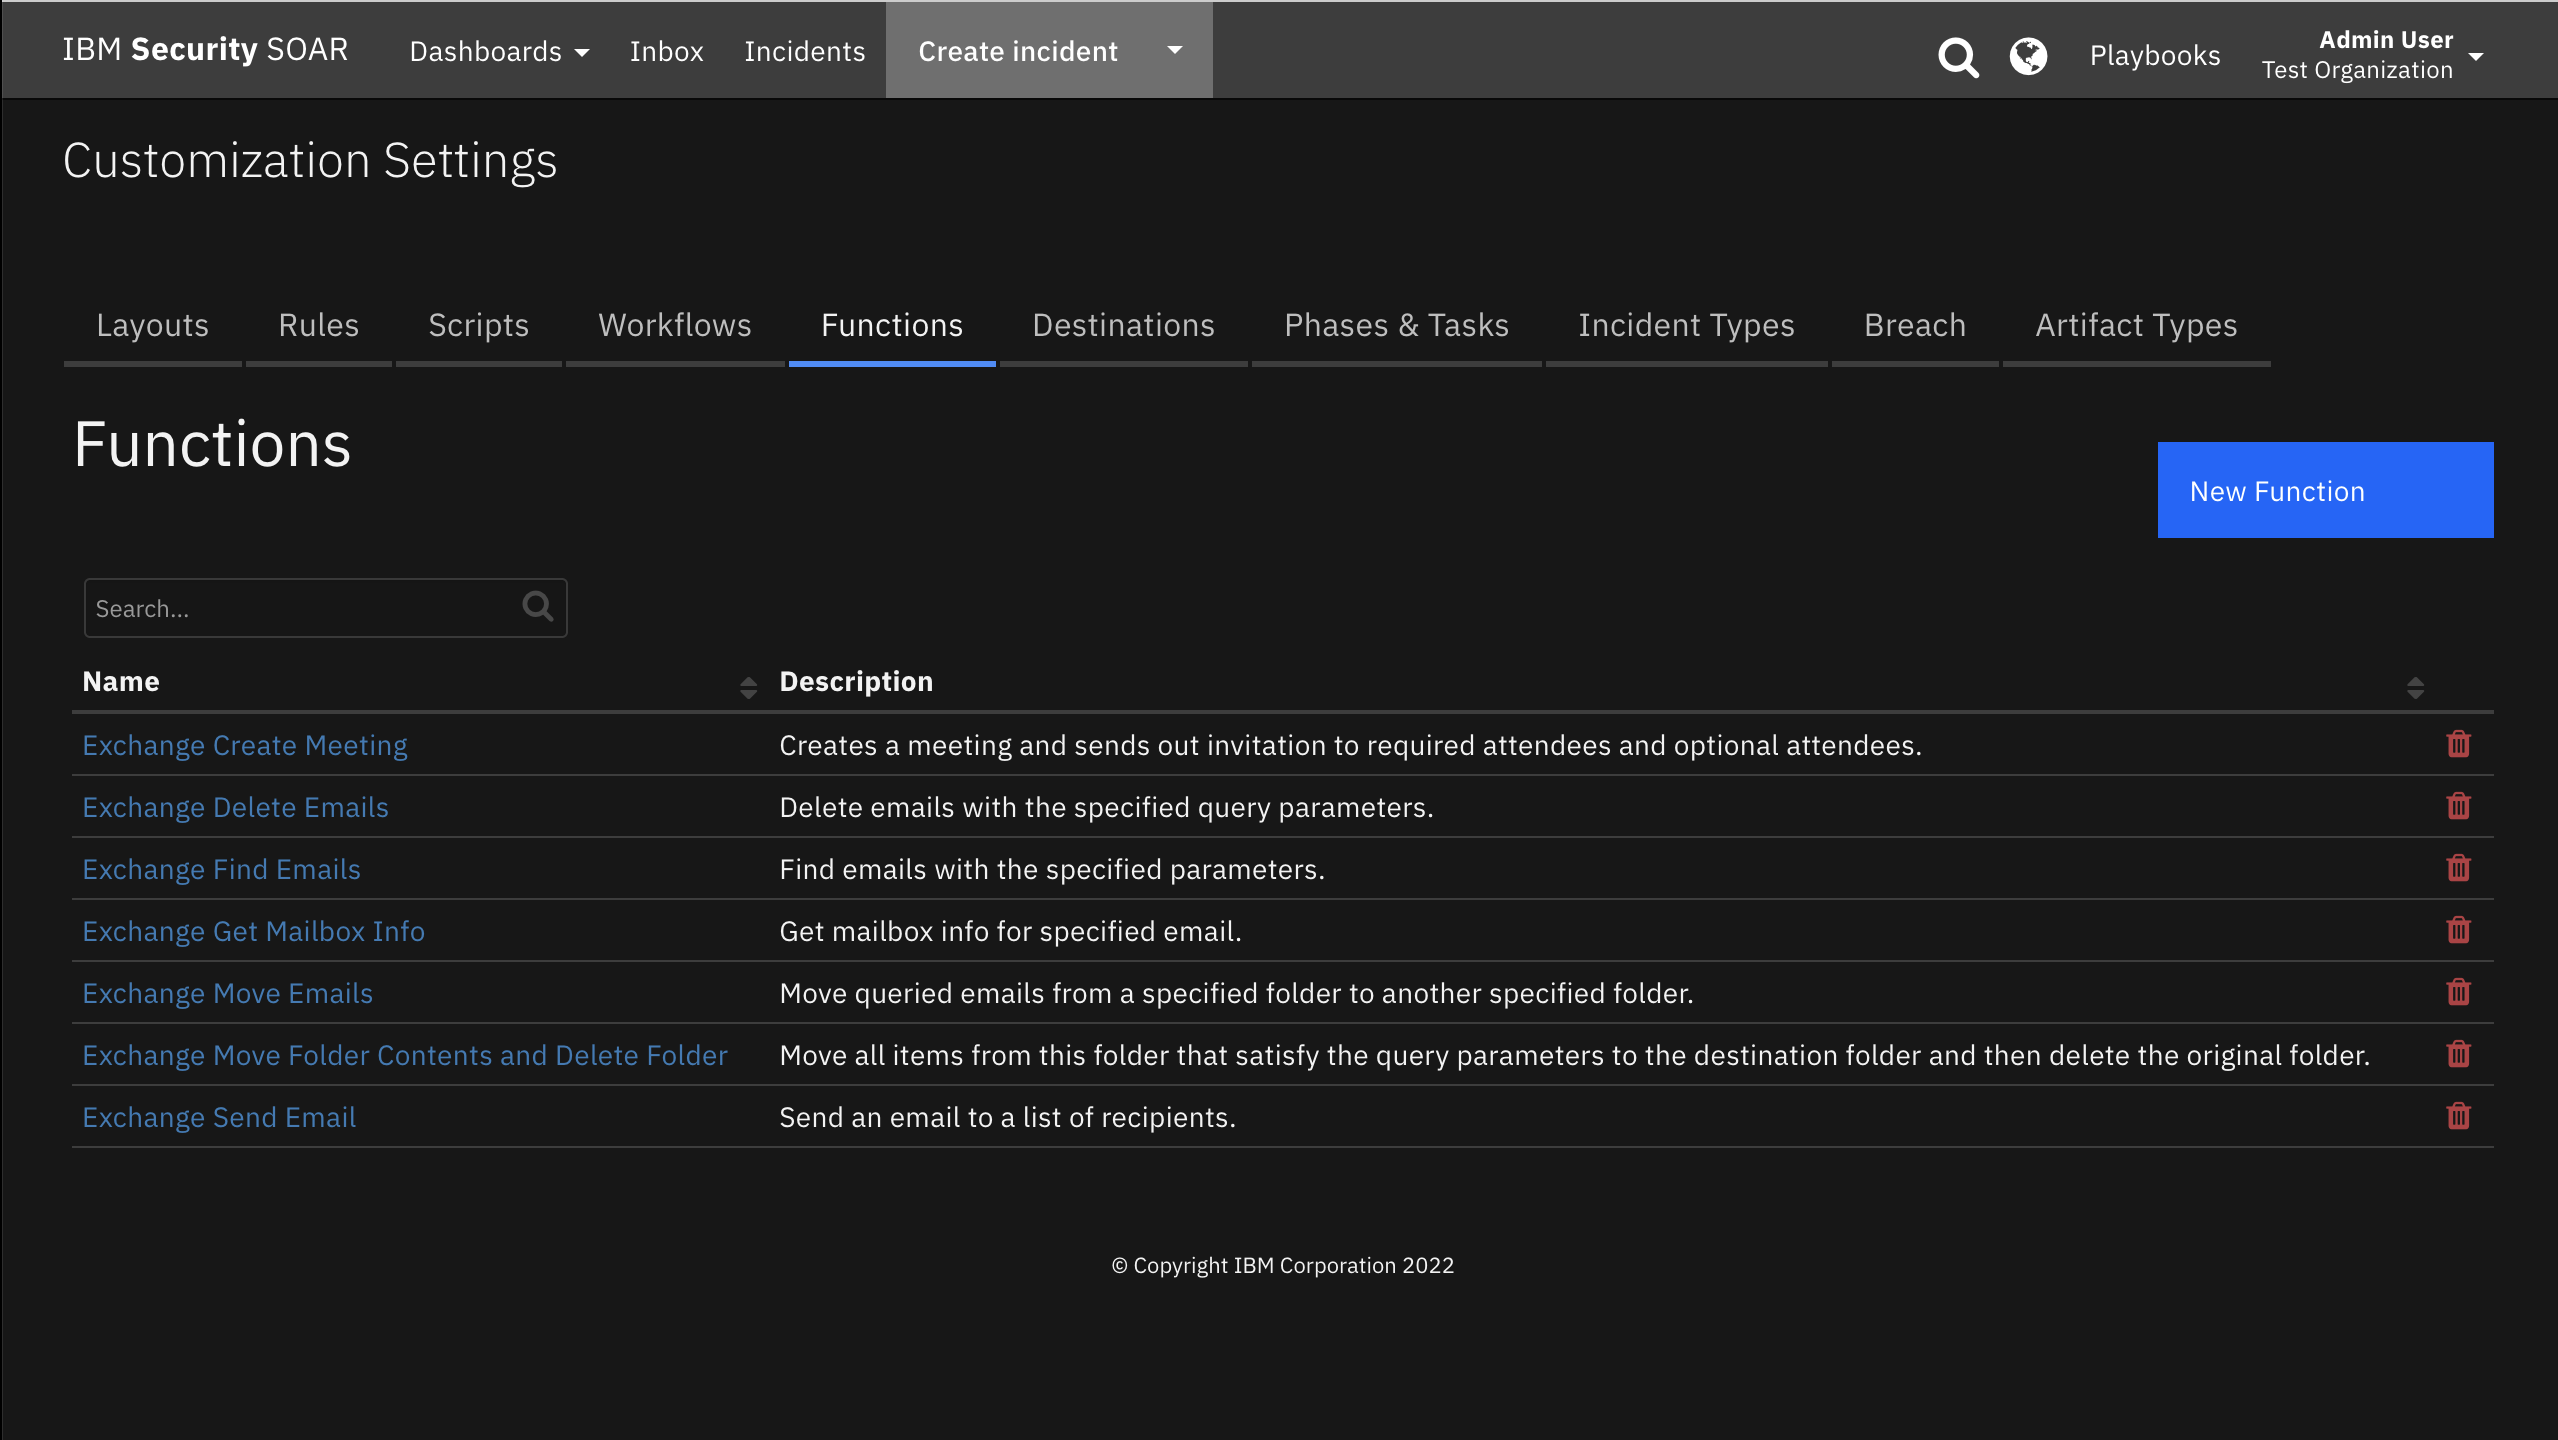 IBM Security SOAR Dashboards Inbox Incidents Create incident Playbooks Admin User
Test Organization
Customization Settings
Layouts Rules Scripts Workflows Functions Destinations Phases & Tasks Incident Types Breach Artifact Types
Functions
New Function
Search...
Name Description
Exchange Create Meeting Creates a meeting and sends out invitation to required attendees and optional attendees.
Exchange Delete Emails Delete emails with the specified query parameters.
Exchange Find Emails Find emails with the specified parameters.
Exchange Get Mailbox Info Get mailbox info for specified email.
Exchange Move Emails Move queried emails from a specified folder to another specified folder.
Exchange Move Folder Contents and Delete Folder Move all items from this folder that satisfy the query parameters to the destination folder and then delete the original folder.
Exchange Send Email Send an email to a list of recipients.
© Copyright IBM Corporation 2022